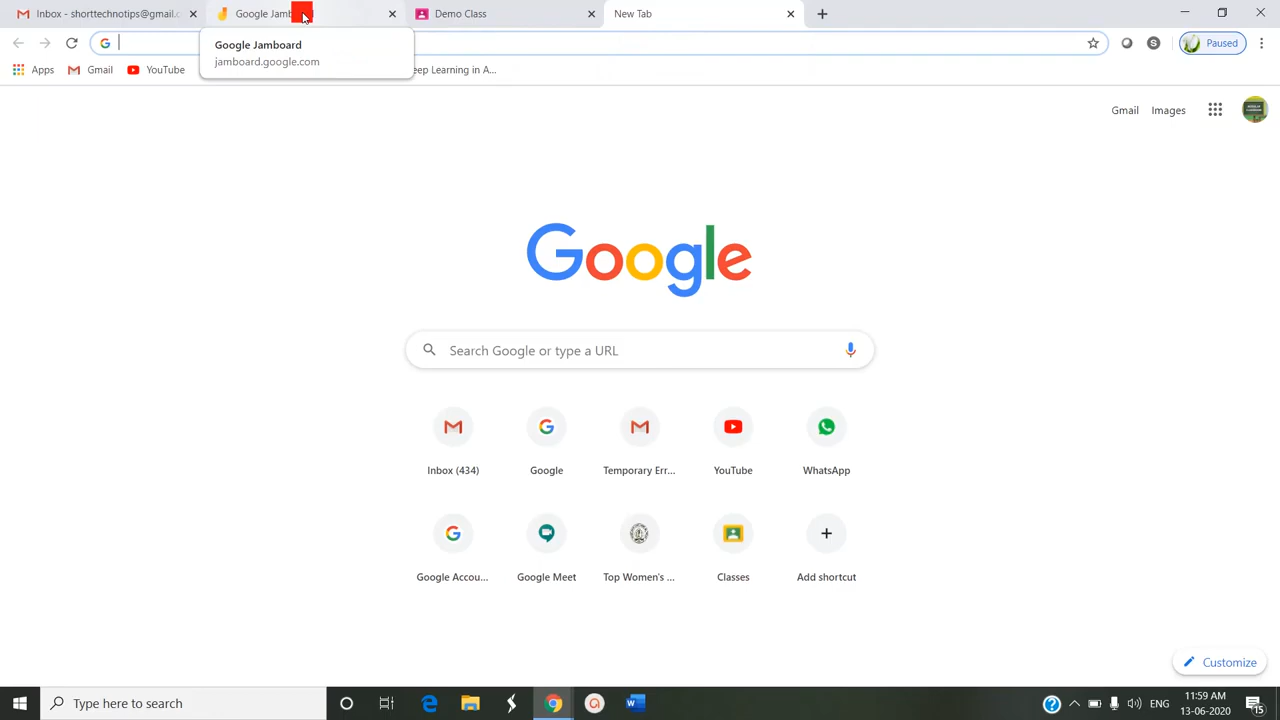 Inbox - shorttechnotips@gmail.c
Google Jamb
Demo Class
New Tab
Google Jamboard
jamboard.google.com
Paused
Apps
Gmail
YouTube
eep Learning in A...
Gmail
Images
Google
Search Google or type a URL
Inbox (434)
Google
Temporary Err...
YouTube
WhatsApp
Google Accou...
Google Meet
Top Women's ...
Classes
Add shortcut
Customize
Type here to search
ENG
11:59 AM
13-06-2020
15